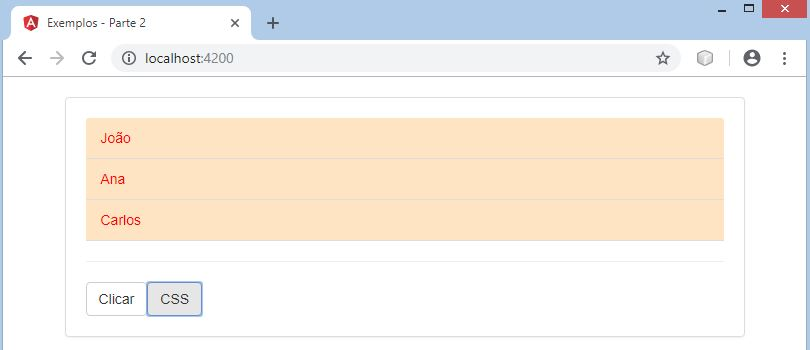 Exemplos - Parte 2
localhost:4200
João
Ana
Carlos
Clicar CSS